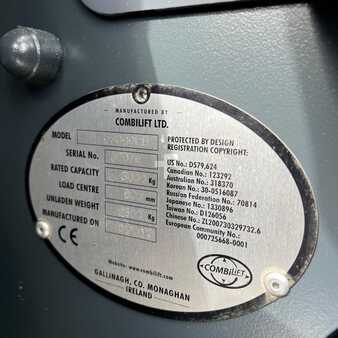 MANUFACTURED BY
COMBILIFT LTD.
MODEL
SERIAL No.
RATED CAPACITY Kg
LOAD CENTRE mm
UNLADEN WEIGHT Kg
MANUFACTURED ON
CE
PROTECTED BY DESIGN
REGISTRATION COPYRIGHT:
US No.: D579,624
Canadian No.: 123292
Australian No.: 318370
Korean No.: 30-0516087
Russian Federation No.: 70814
Japanese No.: 1330896
Taiwan No.: D126056
Chinese No.: ZL200730329732.6
European Community No.:
000725668-0001
COMBILIFT
Website: www.combilift.com
GALLINAGH, CO. MONAGHAN
IRELAND